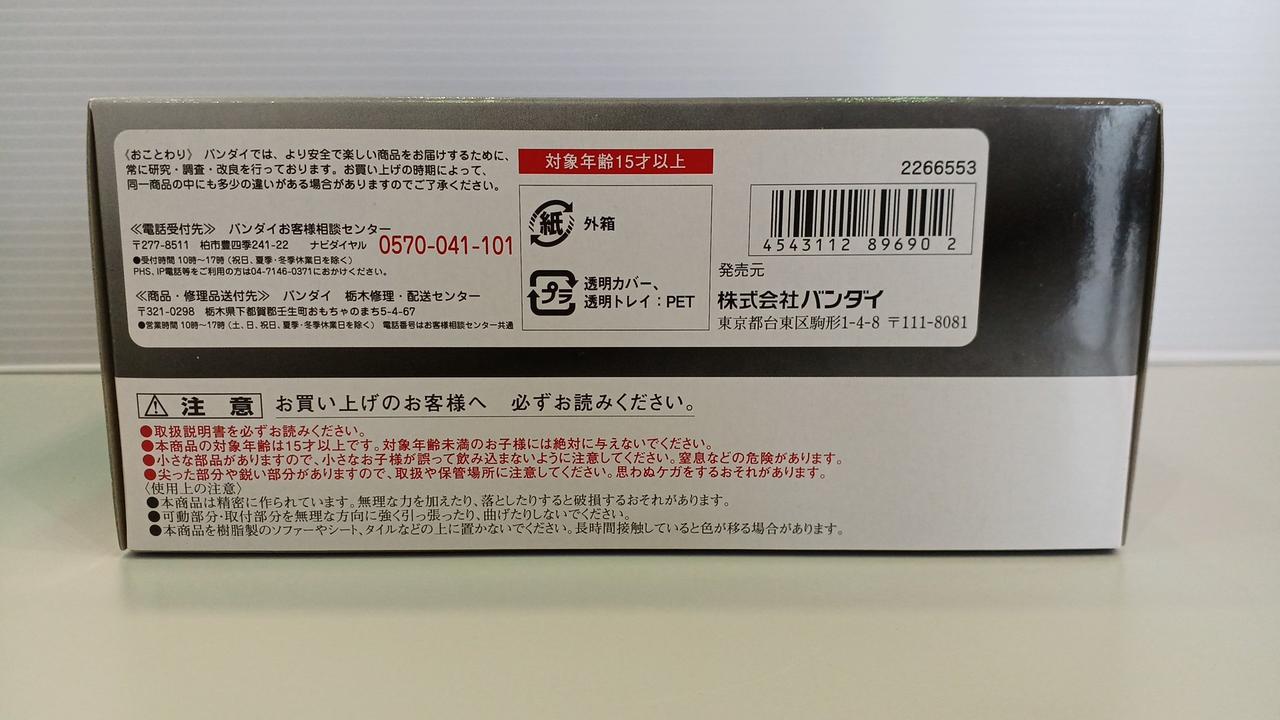 《おことわり》 バンダイでは、より安全で楽しい商品をお届けするために、
常に研究・調査・改良を行っております。お買い上げの時期によって、
同一商品の中にも多少の違いがある場合がありますのでご了承ください。
≪電話受付先≫ バンダイお客様相談センター
〒277-8511 柏市豊四季241-22 ナビダイヤル 0570-041-101
●受付時間 10時〜17時（祝日、夏季・冬季休業日を除く）
PHS、IP電話等をご利用の方は04-7146-0371におかけください。
≪商品・修理品送付先≫ バンダイ 栃木修理・配送センター
〒321-0298 栃木県下都賀郡壬生町おもちゃのまち5-4-67
●営業時間 10時〜17時（土、日、祝日、夏季・冬季休業日を除く） 電話番号はお客様相談センター共通
対象年齢15才以上
紙 外箱
プラ 透明カバー、
透明トレイ：PET
2266553
4543112 89690 2
発売元
株式会社バンダイ
東京都台東区駒形1-4-8 〒111-8081
注 意 お買い上げのお客様へ 必ずお読みください。
●取扱説明書を必ずお読みください。
●本商品の対象年齢は15才以上です。対象年齢未満のお子様には絶対に与えないでください。
●小さな部品がありますので、小さなお子様が誤って飲み込まないように注意してください。窒息などの危険があります。
●尖った部分や鋭い部分がありますので、取扱や保管場所に注意してください。思わぬケガをするおそれがあります。
〈使用上の注意〉
●本商品は精密に作られています。無理な力を加えたり、落としたりすると破損するおそれがあります。
●可動部分・取付部分を無理な方向に強く引っ張ったり、曲げたりしないでください。
●本商品を樹脂製のソファーやシート、タイルなどの上に置かないでください。長時間接触していると色が移る場合があります。